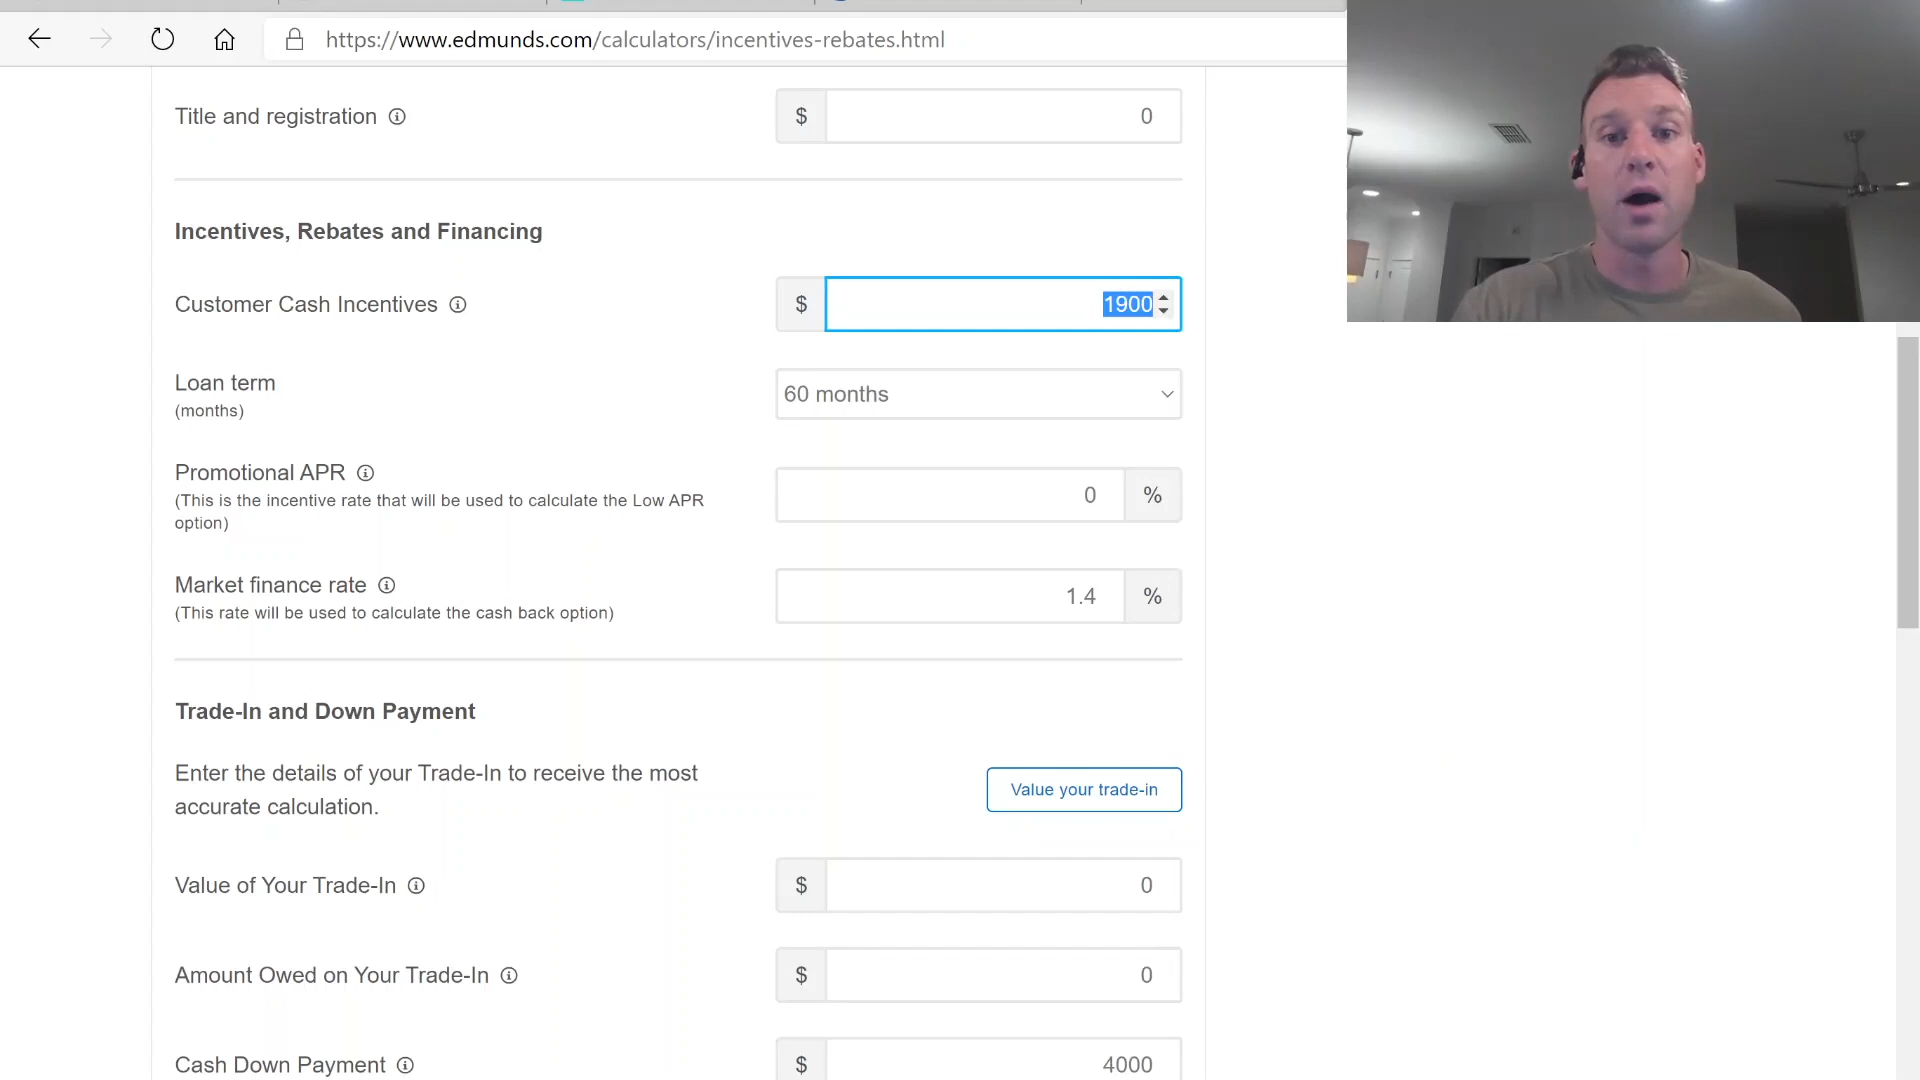 https://www.edmunds.com/calculators/incentives-rebates.html
Title and registration
$ 0
Incentives, Rebates and Financing
Customer Cash Incentives
$ 1900
Loan term
(months)
60 months
Promotional APR
(This is the incentive rate that will be used to calculate the Low APR
option)
0 %
Market finance rate
(This rate will be used to calculate the cash back option)
1.4 %
Trade-In and Down Payment
Enter the details of your Trade-In to receive the most
accurate calculation.
Value your trade-in
Value of Your Trade-In
$ 0
Amount Owed on Your Trade-In
$ 0
Cash Down Payment
$ 4000